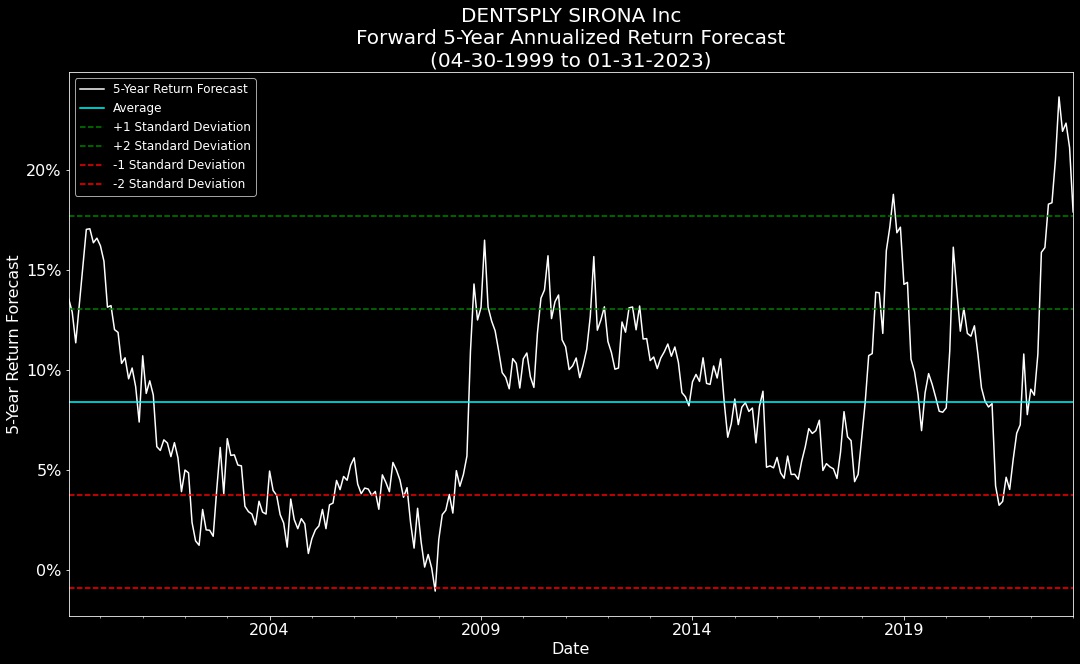 DENTSPLY SIRONA Inc
Forward 5-Year Annualized Return Forecast
(04-30-1999 to 01-31-2023)
5-Year Return Forecast
Average
+1 Standard Deviation
+2 Standard Deviation
-1 Standard Deviation
-2 Standard Deviation
5-Year Return Forecast
20%
15%
10%
5%
0%
2004
2009
2014
2019
Date